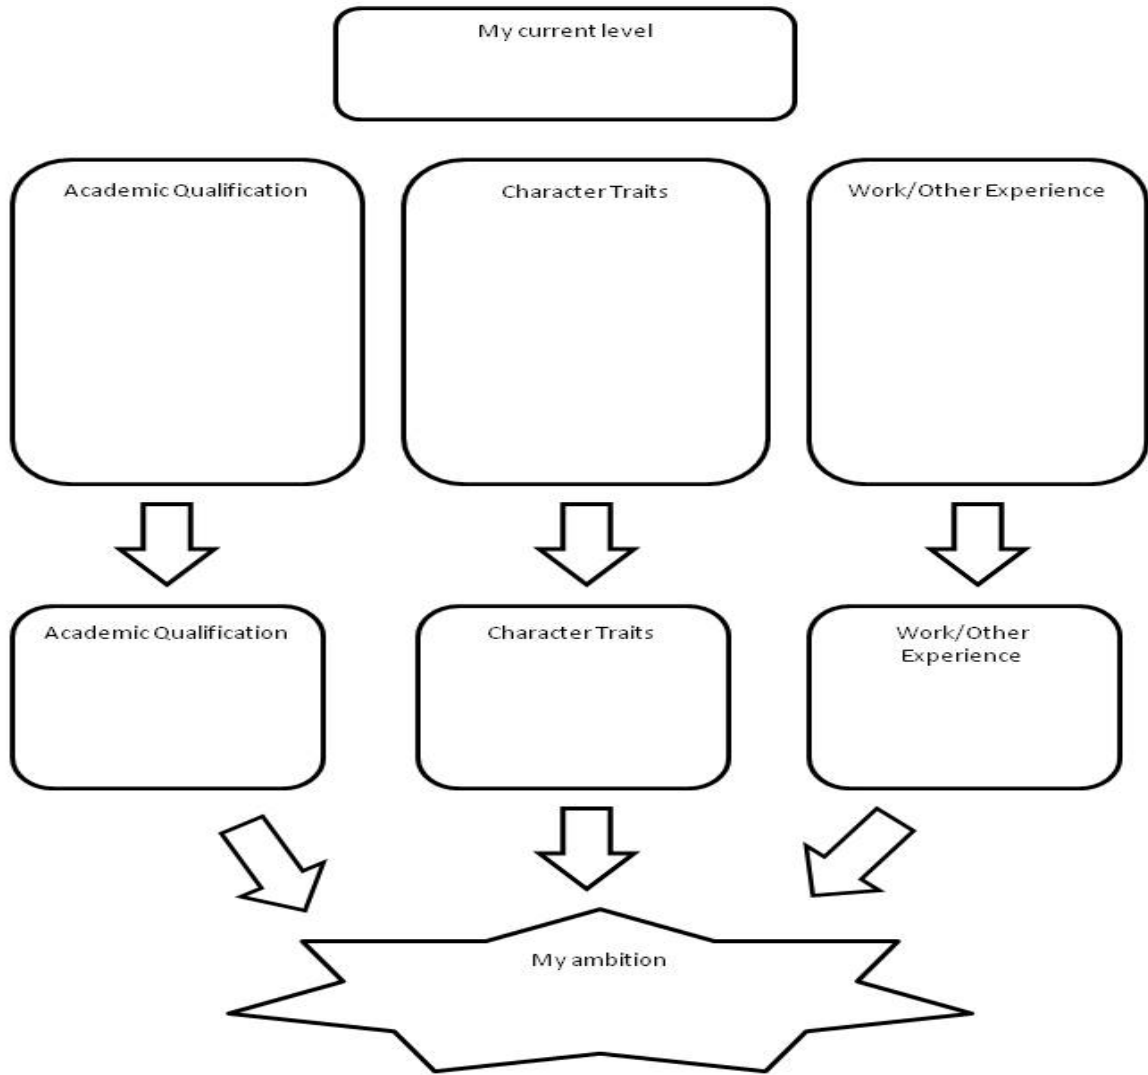 My current level
Academic Qualification
Character Traits
Work/Other Experience
Academic Qualification
Character Traits
Work/Other
Experience
My ambition